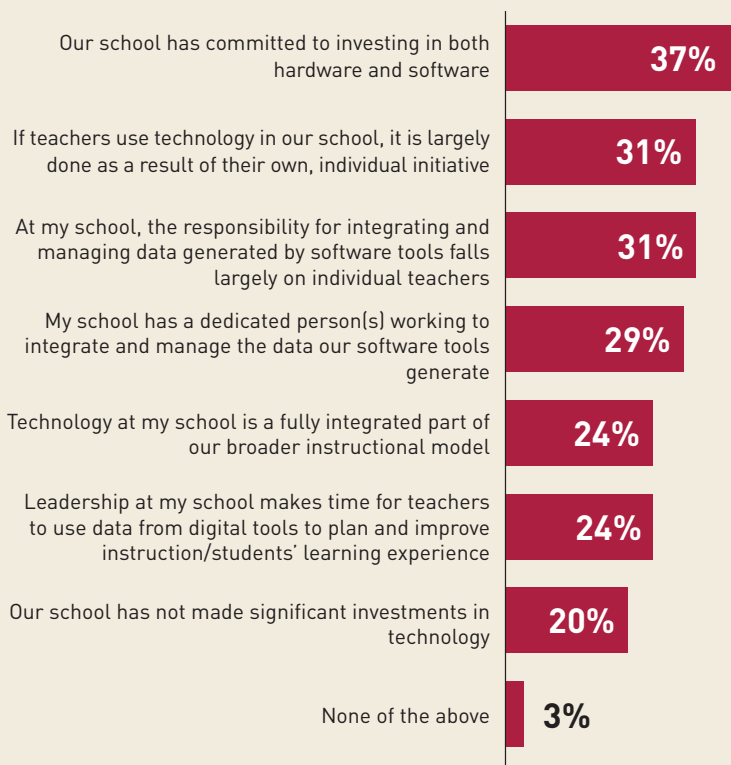 Our school has committed to investing in both
hardware and software
37%
If teachers use technology in our school, it is largely
done as a result of their own, individual initiative
31%
At my school, the responsibility for integrating and
managing data generated by software tools falls
largely on individual teachers
31%
My school has a dedicated person(s) working to
integrate and manage the data our software tools
generate
29%
Technology at my school is a fully integrated part of
our broader instructional model
24%
Leadership at my school makes time for teachers
to use data from digital tools to plan and improve
instruction/students’ learning experience
24%
Our school has not made significant investments in
technology
20%
None of the above
3%